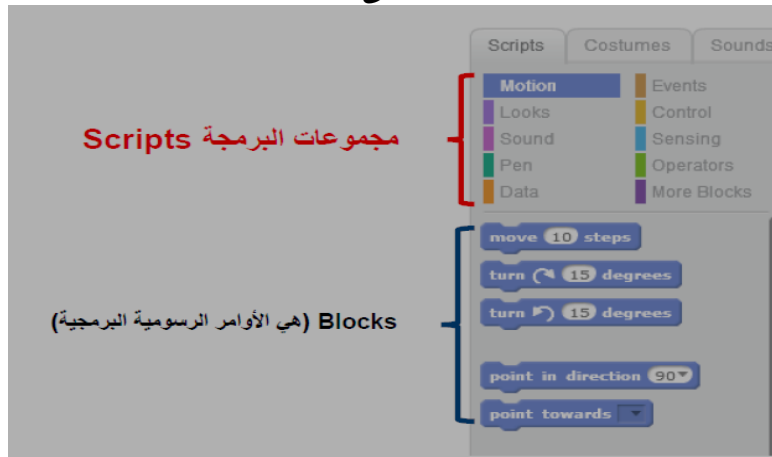 Scripts Costumes Sounds
Motion Events
Looks Control
Sound Sensing
Pen Operators
Data More Blocks
مجموعات البرمجة Scripts
move 10 steps
turn 15 degrees
turn 15 degrees
point in direction 90
point towards
Blocks (هي الأوامر الرسومية البرمجية)